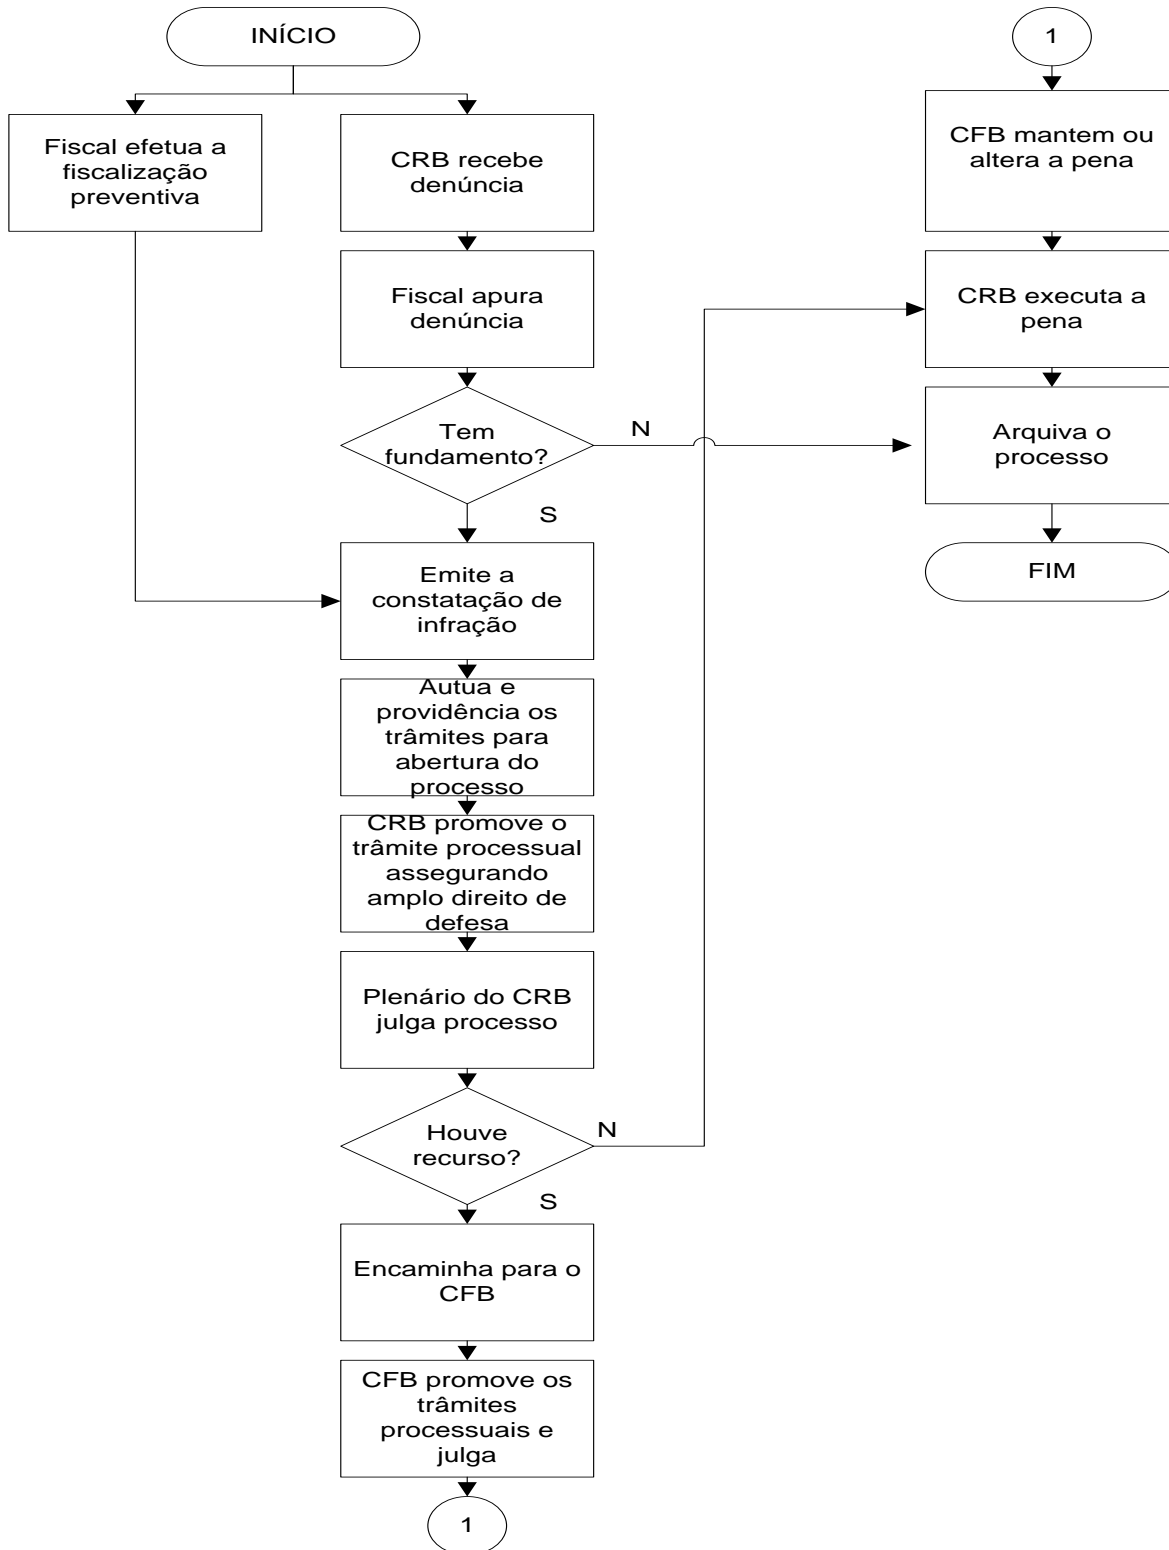 INÍCIO
Fiscal efetua a
fiscalização
preventiva
CRB recebe
denúncia
Fiscal apura
denúncia
Tem
fundamento?
N
S
Emite a
constatação de
infração
Autua e
providência os
trâmites para
abertura do
processo
CRB promove o
trâmite processual
assegurando
amplo direito de
defesa
Plenário do CRB
julga processo
Houve
recurso?
N
S
Encaminha para o
CFB
CFB promove os
trâmites
processuais e
julga
1
1
CFB mantem ou
altera a pena
CRB executa a
pena
Arquiva o
processo
FIM